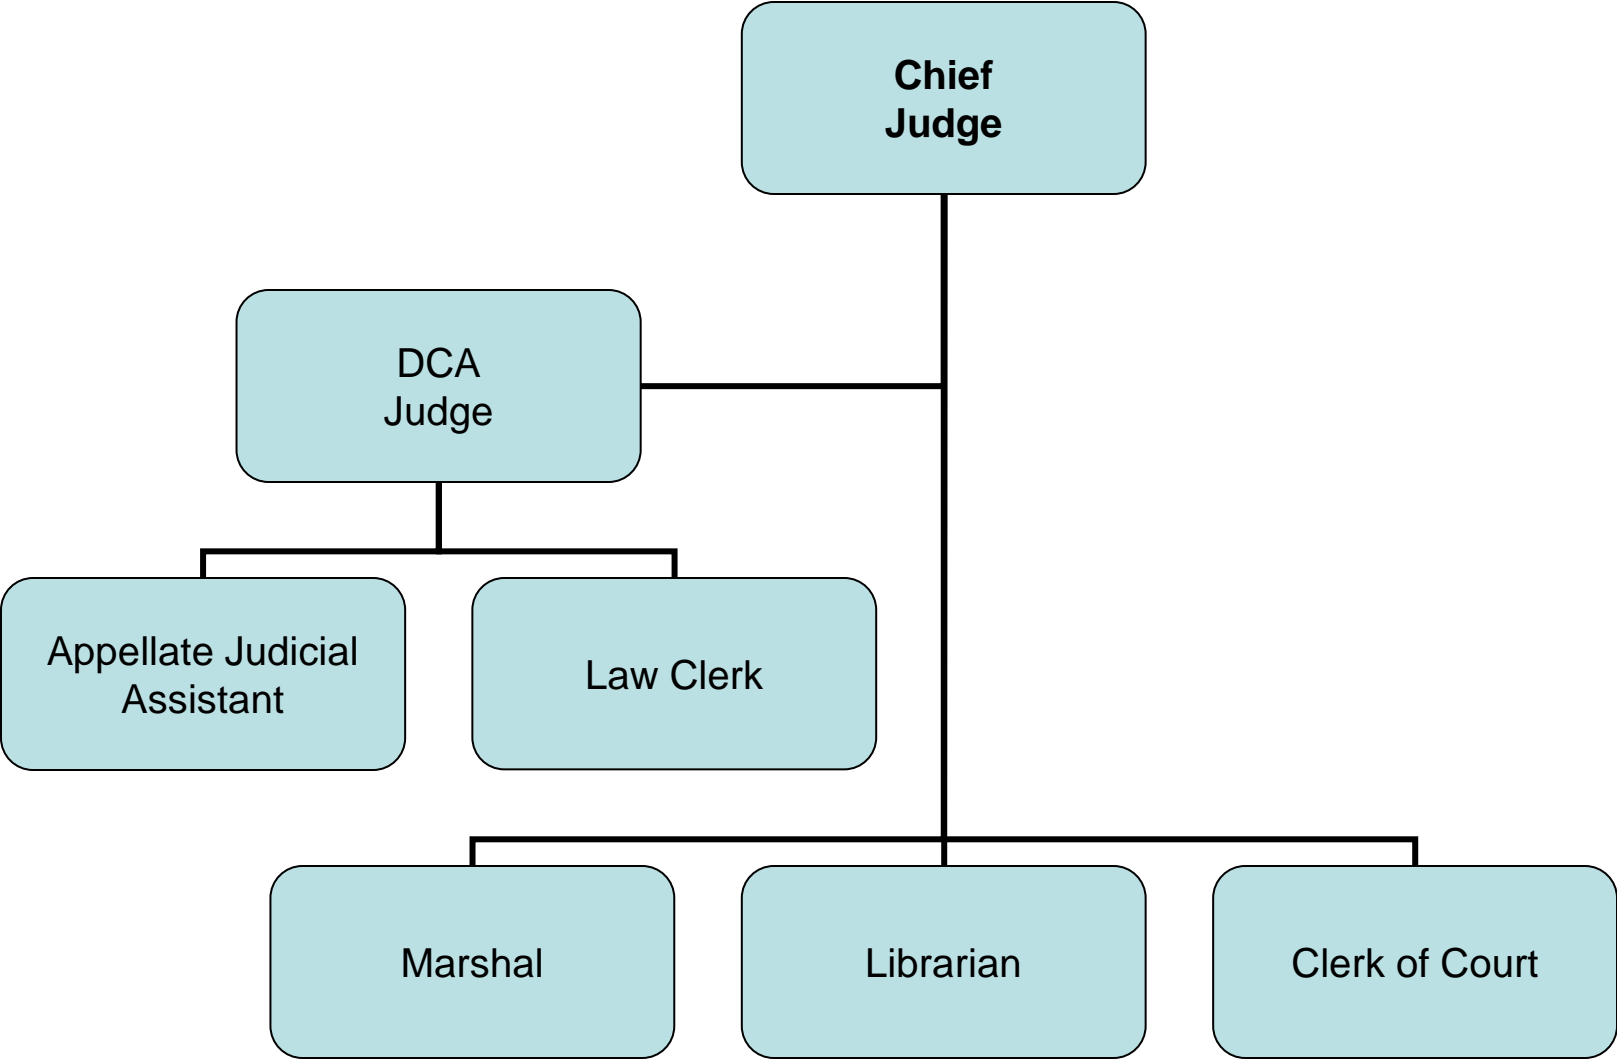 Chief
Judge
DCA
Judge
Appellate Judicial
Assistant
Law Clerk
Marshal
Librarian
Clerk of Court